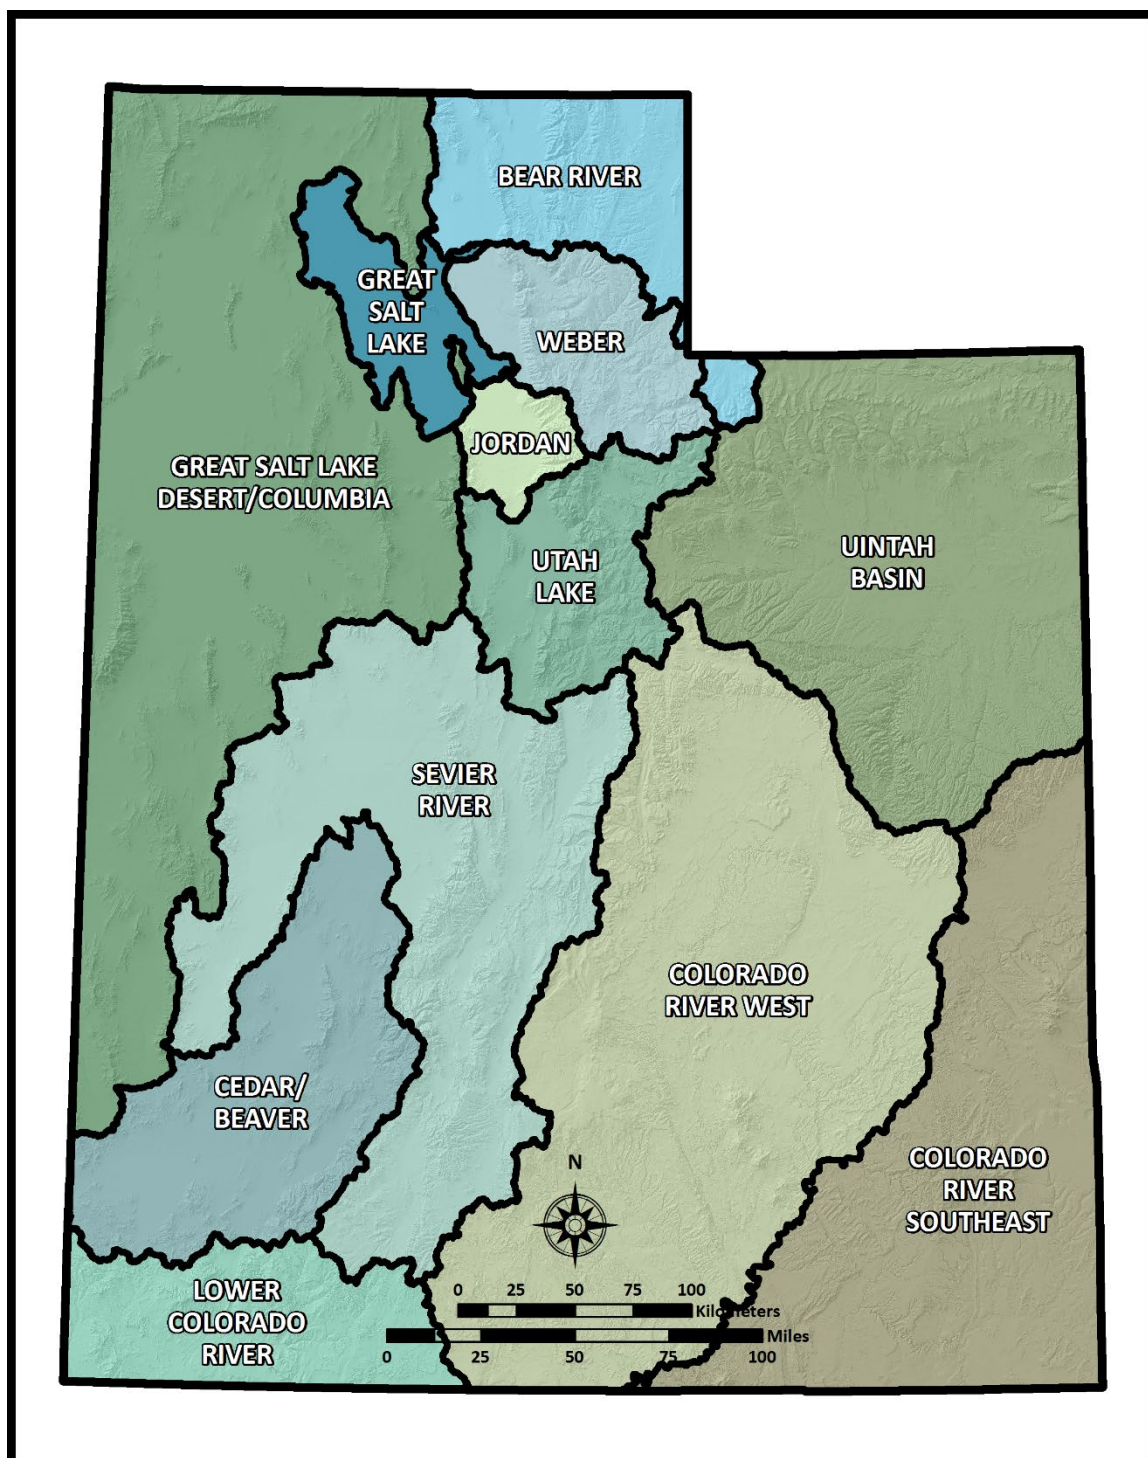 BEAR RIVER
GREAT
SALT
LAKE
WEBER
JORDAN
GREAT SALT LAKE
DESERT/COLUMBIA
UTAH
LAKE
UINTAH
BASIN
SEVIER
RIVER
COLORADO
RIVER WEST
CEDAR/
BEAVER
COLORADO
RIVER
SOUTHEAST
LOWER
COLORADO
RIVER
N
0 25 50 75 100
Kilometers
Miles
0 25 50 75 100